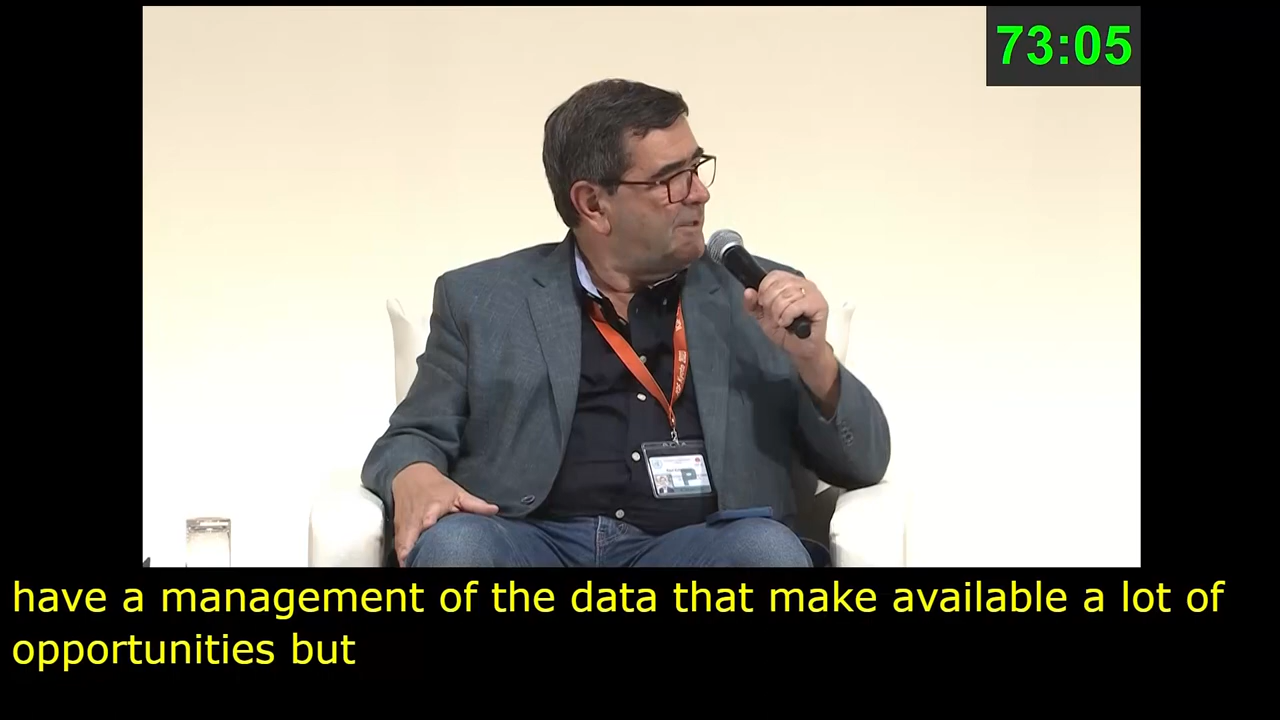 73:05
have a management of the data that make available a lot of
opportunities but